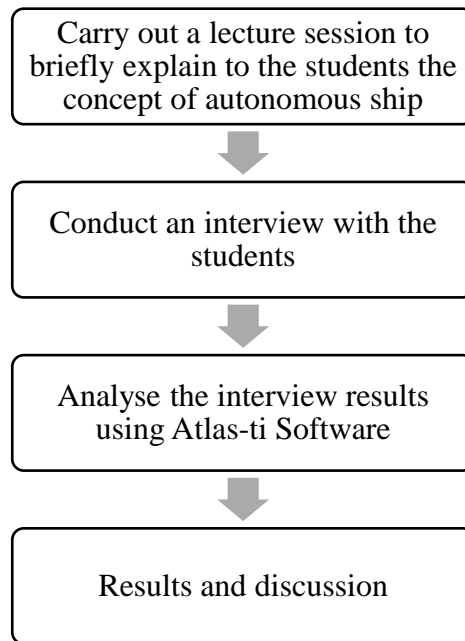 Carry out a lecture session to
briefly explain to the students the
concept of autonomous ship
Conduct an interview with the
students
Analyse the interview results
using Atlas-ti Software
Results and discussion